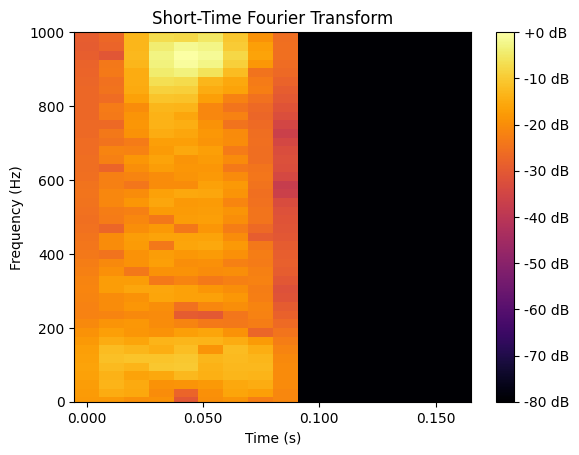 Short-Time Fourier Transform
Frequency (Hz)
1000
800
600
400
200
0
0.000
0.050
0.100
0.150
Time (s)
+0 dB
-10 dB
-20 dB
-30 dB
-40 dB
-50 dB
-60 dB
-70 dB
-80 dB